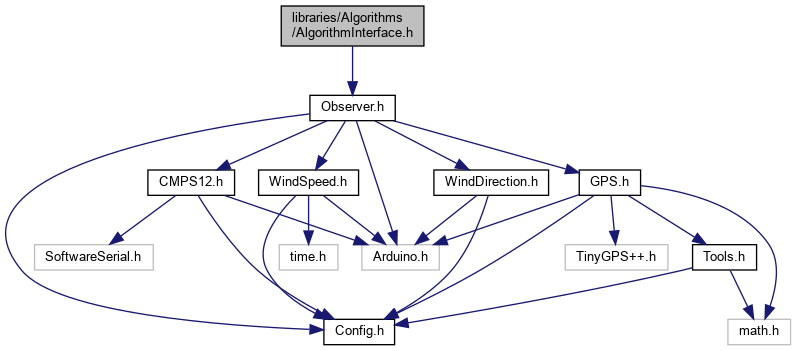 libraries/Algorithms
/AlgorithmInterface.h
Observer.h
CMPS12.h
WindSpeed.h
WindDirection.h
GPS.h
SoftwareSerial.h
time.h
Arduino.h
TinyGPS++.h
Tools.h
Config.h
math.h